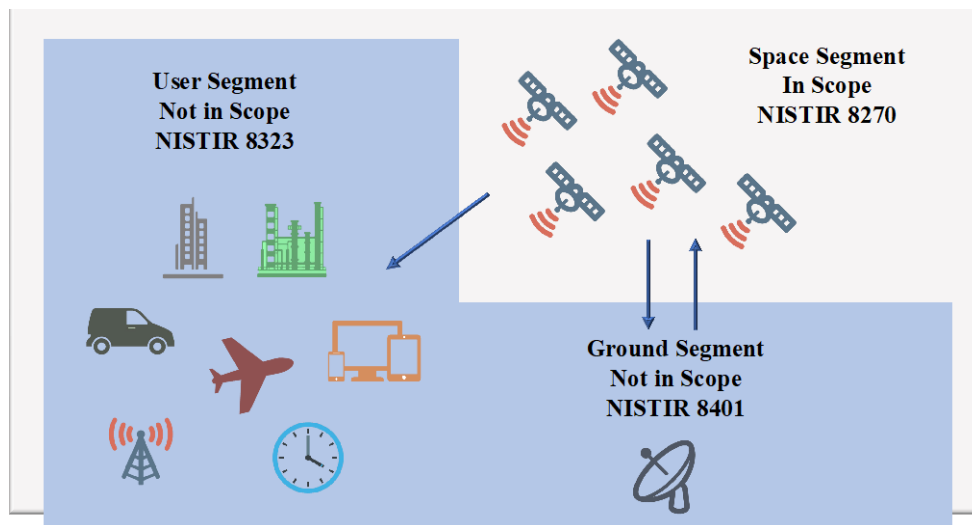 User Segment
Not in Scope
NISTIR 8323
Space Segment
In Scope
NISTIR 8270
Ground Segment
Not in Scope
NISTIR 8401